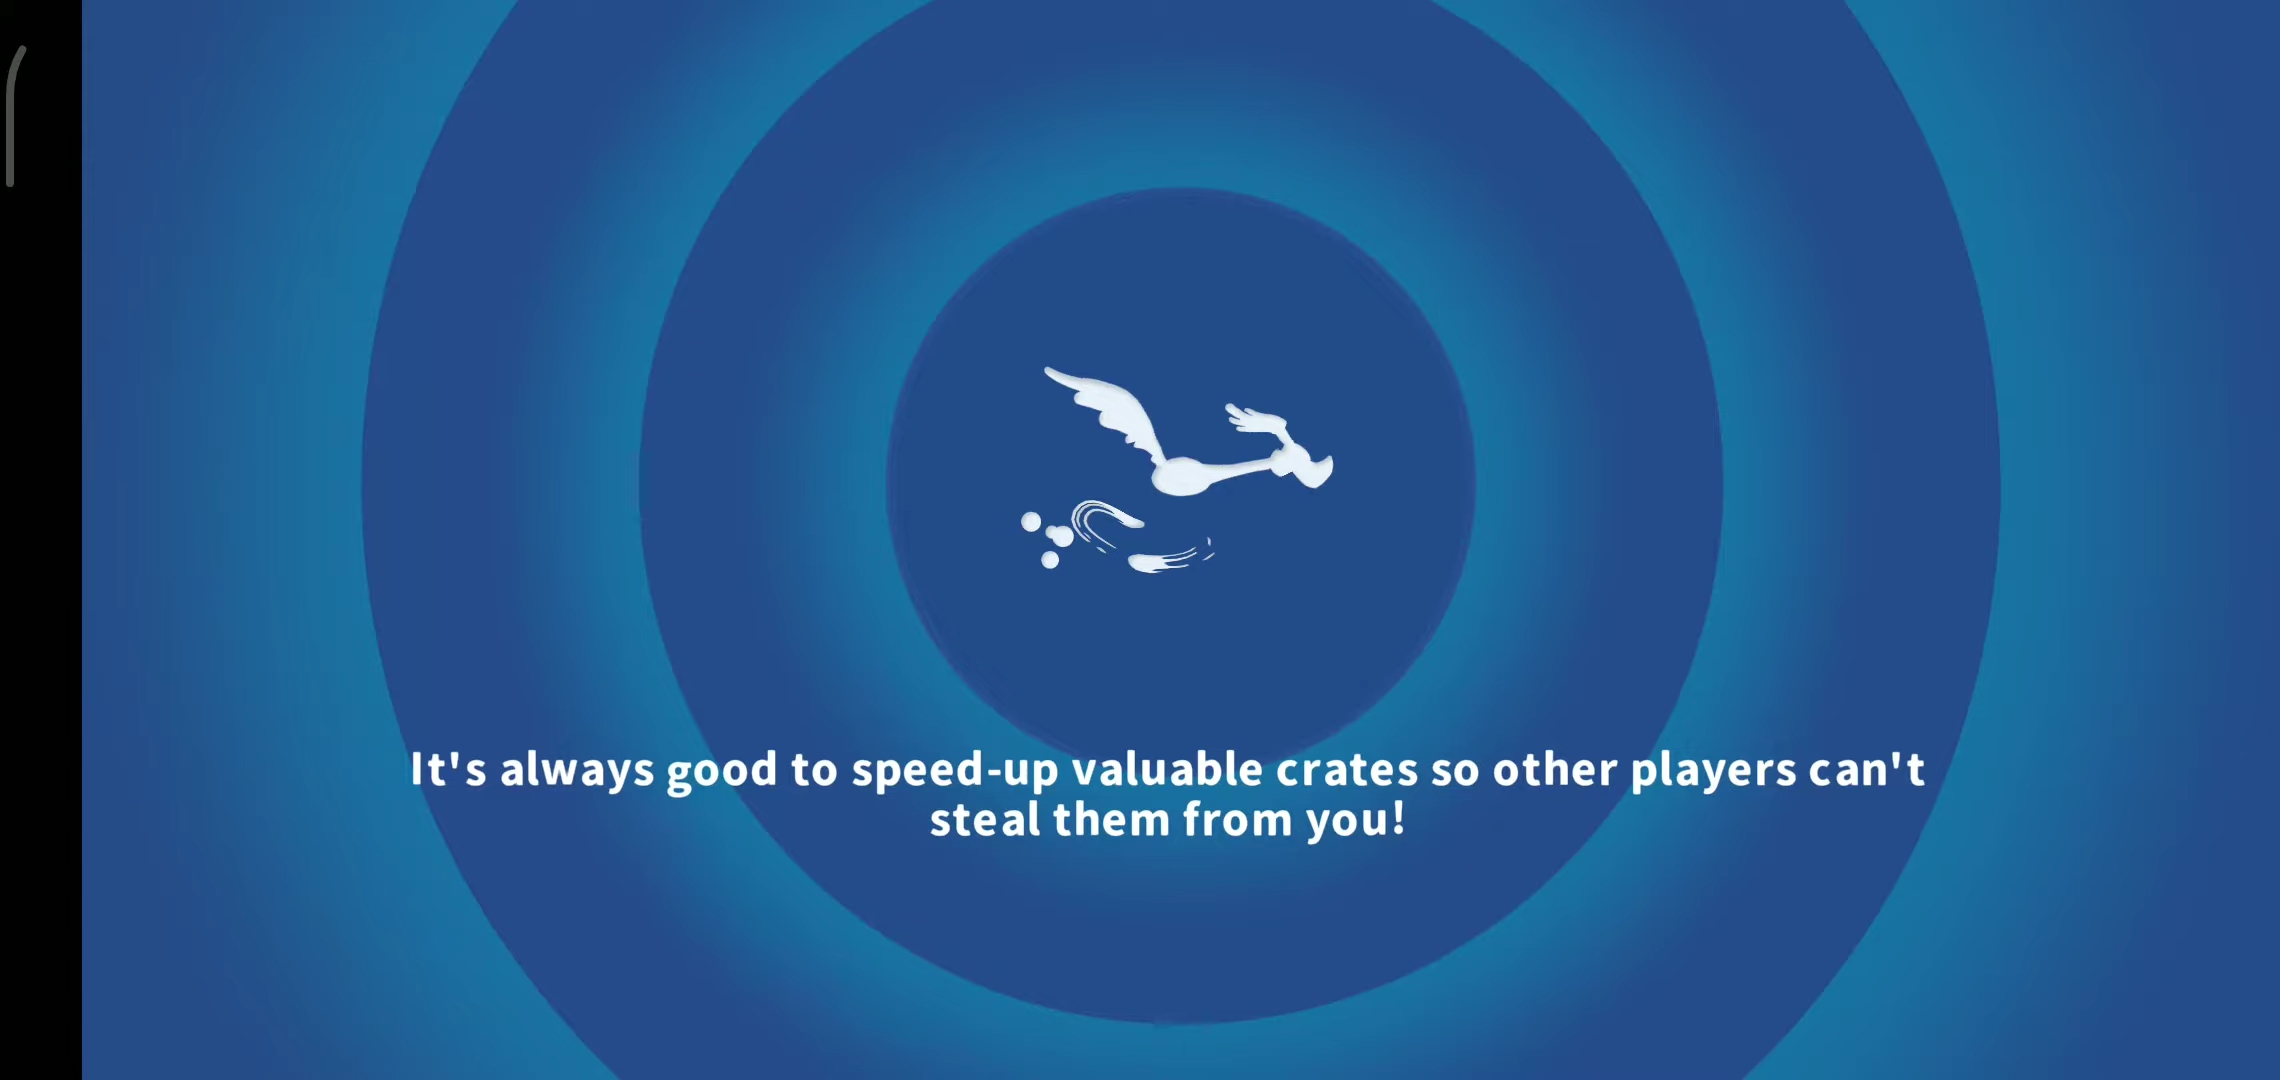 It's always good to speed-up valuable crates so other players can't
steal them from you!